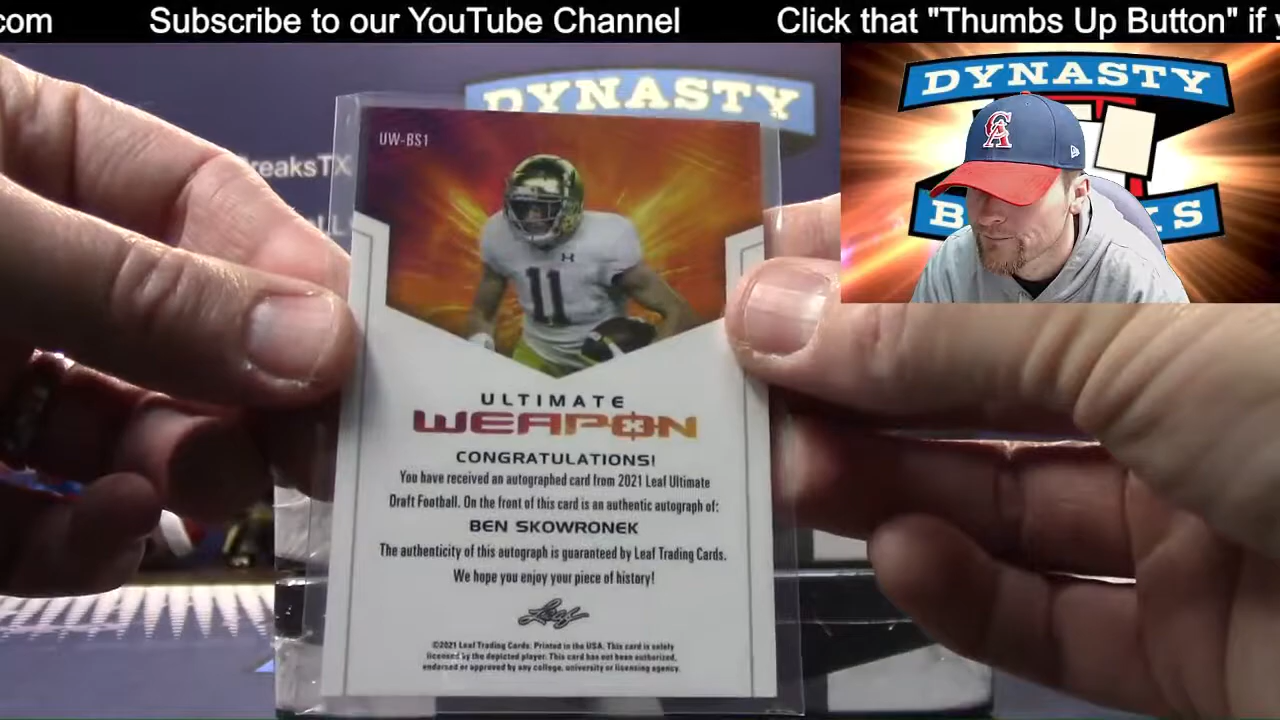 .com Subscribe to our YouTube Channel Click that "Thumbs Up Button" if
DYNASTY
reaksTX
DYNASTY
CA
B KS
UW-BS1
11
ULTIMATE
WEAPON
CONGRATULATIONS!
You have received an autographed card from 2021 Leaf Ultimate
Draft Football. On the front of this card is an authentic autograph of:
BEN SKOWRONEK
The authenticity of this autograph is guaranteed by Leaf Trading Cards.
We hope you enjoy your piece of history!
Leaf
©2021 Leaf Trading Cards. Printed in the USA. This card is solely
licensed by the depicted player. This card has not been authorized,
endorsed or approved by any college, university or licensing agency.